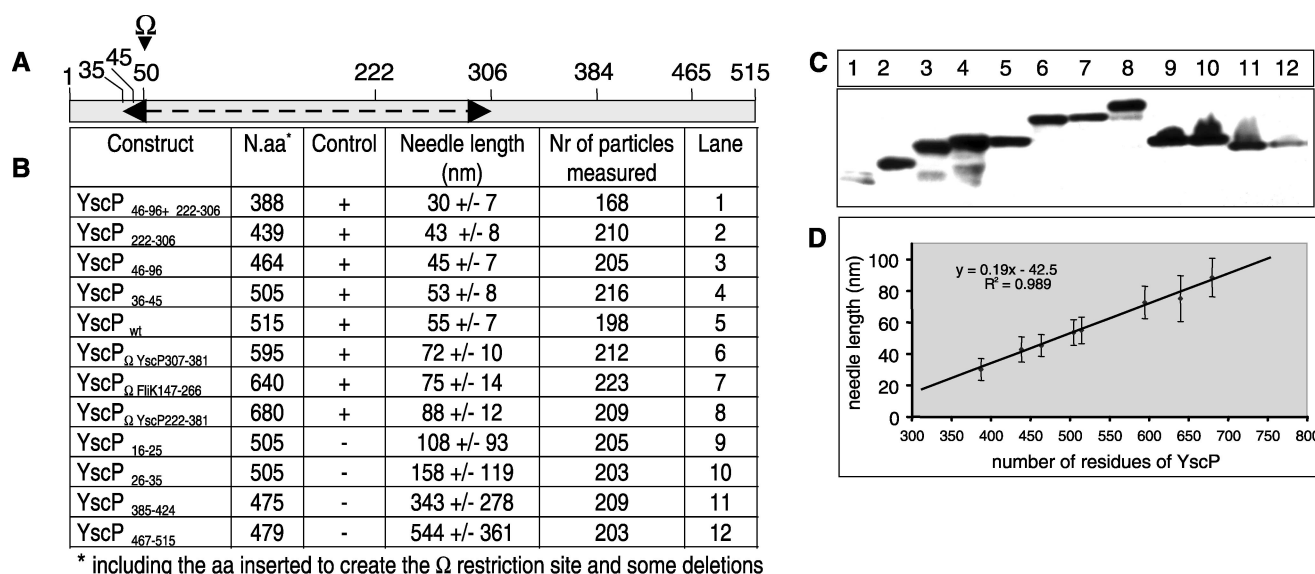 Ω
A
1 35 45 50 222 306 384 465 515
B
Construct N.aa* Control Needle length (nm) Nr of particles measured Lane
YscP 46-96+ 222-306 388 + 30 +/- 7 168 1
YscP 222-306 439 + 43 +/- 8 210 2
YscP 46-96 464 + 45 +/- 7 205 3
YscP 36-45 505 + 53 +/- 8 216 4
YscP wt 515 + 55 +/- 7 198 5
YscP Ω YscP307-381 595 + 72 +/- 10 212 6
YscP Ω FliK147-266 640 + 75 +/- 14 223 7
YscP Ω YscP222-381 680 + 88 +/- 12 209 8
YscP 16-25 505 - 108 +/- 93 205 9
YscP 26-35 505 - 158 +/- 119 203 10
YscP 385-424 475 - 343 +/- 278 209 11
YscP 467-515 479 - 544 +/- 361 203 12
* including the aa inserted to create the Ω restriction site and some deletions
C
1 2 3 4 5 6 7 8 9 10 11 12
D
y = 0.19x - 42.5
R² = 0.989
needle length (nm)
100
80
60
40
20
0
300 350 400 450 500 550 600 650 700 750 800
number of residues of YscP